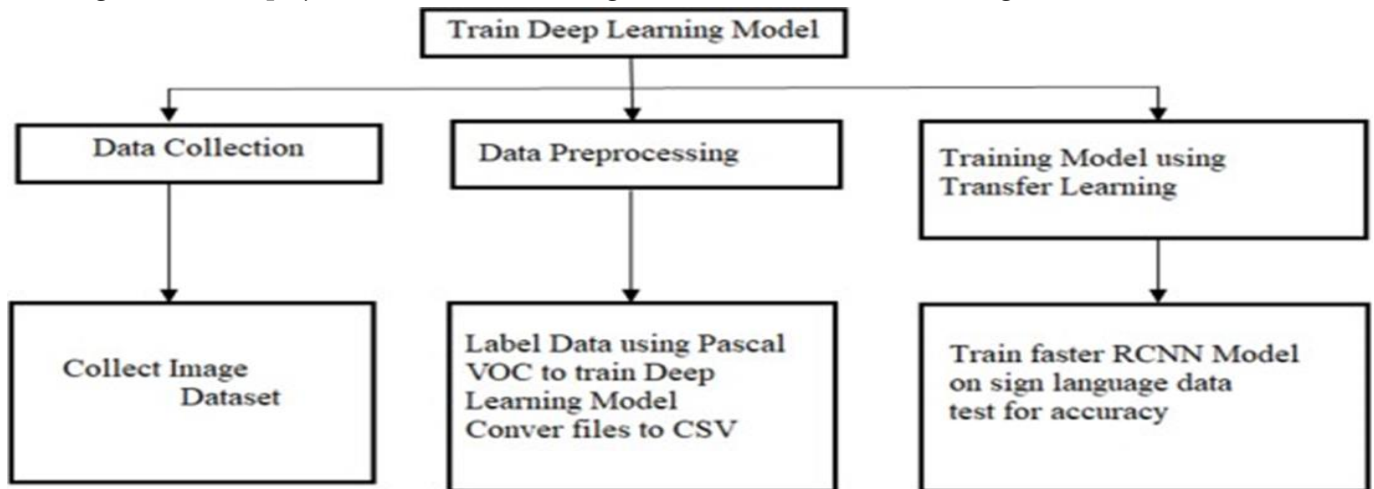 Train Deep Learning Model
Data Collection
Data Preprocessing
Training Model using
Transfer Learning
Collect Image
Dataset
Label Data using Pascal
VOC to train Deep
Learning Model
Conver files to CSV
Train faster RCNN Model
on sign language data
test for accuracy